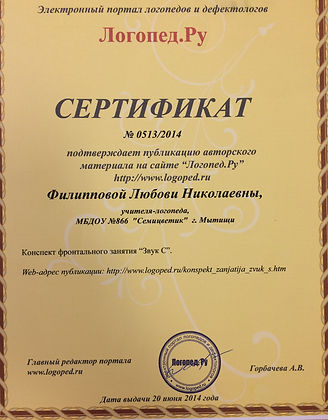 Электронный портал логопедов и дефектологов
Логопед.Ру
СЕРТИФИКАТ
№ 0513/2014
подтверждает публикацию авторского
материала на сайте “Логопед.Ру”
http://www.logoped.ru
Филипповой Любови Николаевны,
учителя-логопеда,
МБДОУ №866 "Семицветик" г. Мытищи
Конспект фронтального занятия “Звук С”.
Web-адрес публикации: http://www.logoped.ru/konspekt_zanjatija_zvuk_s.htm
Логопед.Ру
Главный редактор портала
www.logoped.ru
Горбачева А.В.
Дата выдачи 20 июня 2014 года